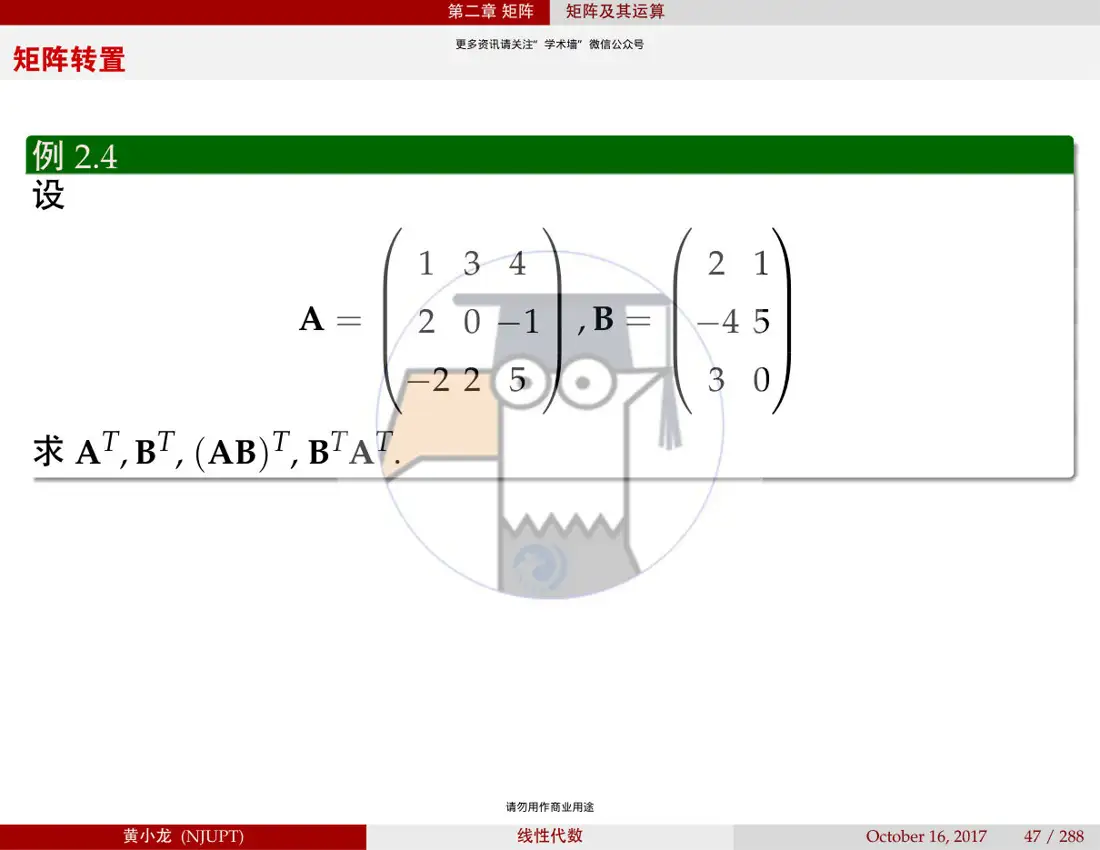 第二章 矩阵 矩阵及其运算
更多资讯请关注“学术墙”微信公众号
矩阵转置
例 2.4
设
A = ( 1 3 4 ; 2 0 −1 ; −2 2 5 ) , B = ( 2 1 ; −4 5 ; 3 0 )
求 A^T, B^T, (AB)^T, B^T A^T.
请勿用作商业用途
黄小龙 (NJUPT) 线性代数 October 16, 2017 47 / 288